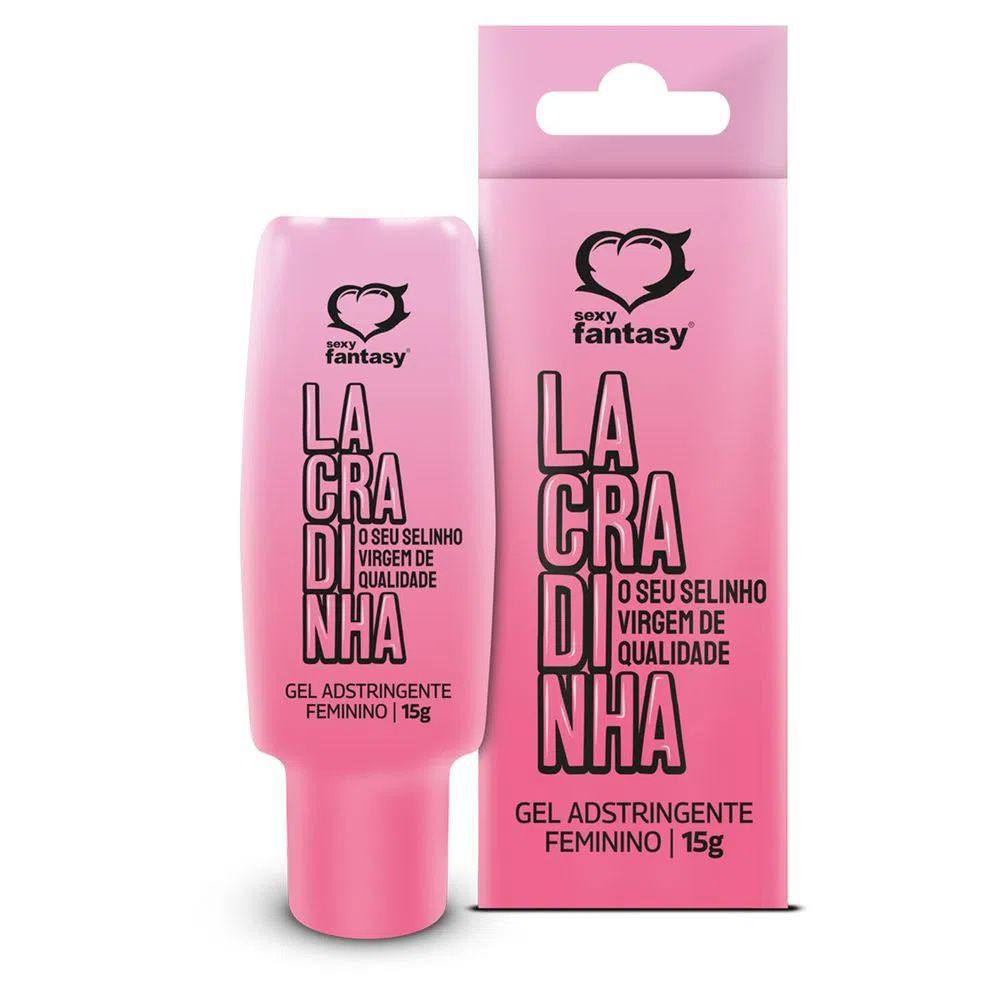 sexy
fantasy®
LA
CRA
DI
NHA
O SEU SELINHO
VIRGEM DE
QUALIDADE
GEL ADSTRINGENTE
FEMININO | 15g
sexy
fantasy®
LA
CRA
DI
NHA
O SEU SELINHO
VIRGEM DE
QUALIDADE
GEL ADSTRINGENTE
FEMININO | 15g